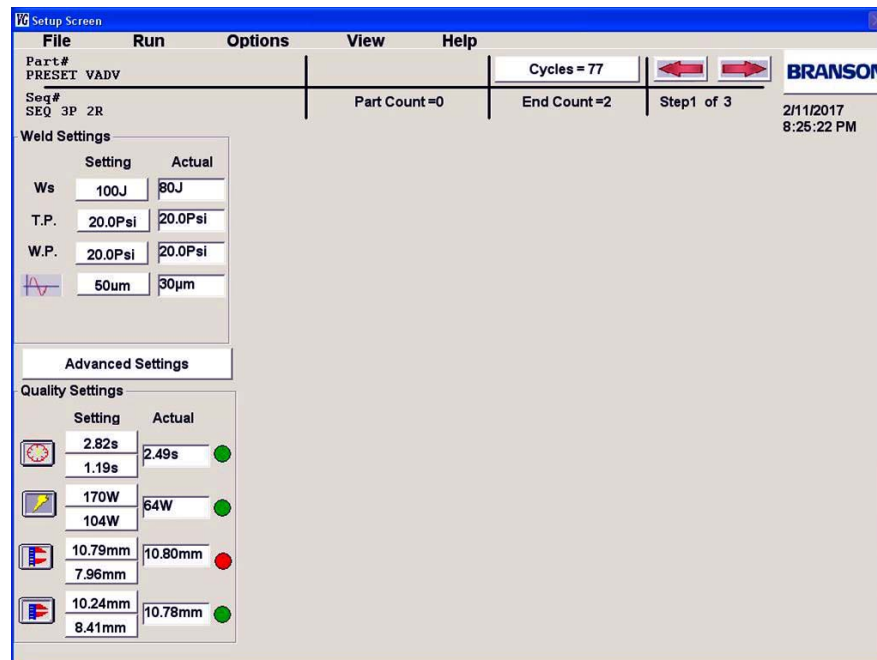 VG Setup Screen
File Run Options View Help
Part#
PRESET VADV
Cycles = 77
BRANSON
Seq#
SEQ 3P 2R
Part Count =0
End Count =2
Step1 of 3
2/11/2017
8:25:22 PM
Weld Settings
Setting Actual
Ws 100J 80J
T.P. 20.0Psi 20.0Psi
W.P. 20.0Psi 20.0Psi
50um 30µm
Advanced Settings
Quality Settings
Setting Actual
2.82s
2.49s
1.19s
170W
64W
104W
10.79mm
10.80mm
7.96mm
10.24mm
10.78mm
8.41mm